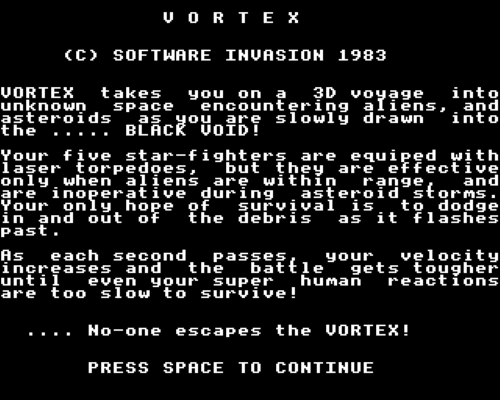 V O R T E X
(C) SOFTWARE INVASION 1983
VORTEX takes you on a 3D voyage into
unknown space encountering aliens, and
asteroids as you are slowly drawn into
the ..... BLACK VOID!
Your five star-fighters are equiped with
laser torpedoes, but they are effective
only when aliens are within range, and
are inoperative during asteroid storms.
Your only hope of survival is to dodge
in and out of the debris as it flashes
past.
As each second passes, your velocity
increases and the battle gets tougher
until even your super human reactions
are too slow to survive!
.... No-one escapes the VORTEX!
PRESS SPACE TO CONTINUE